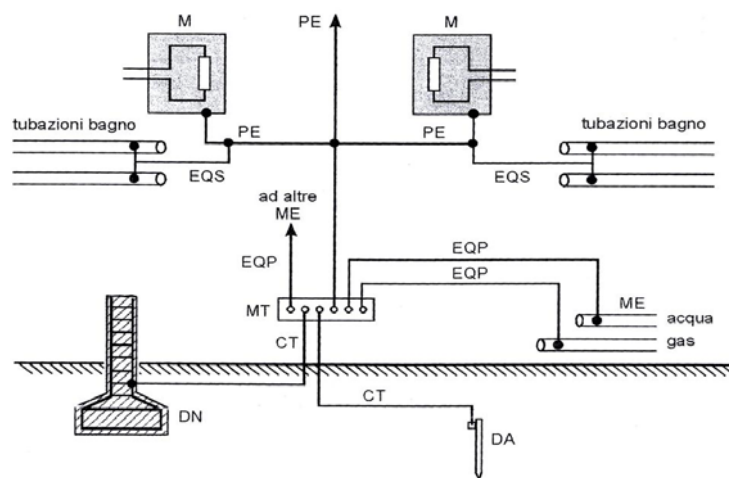 M
PE
M
tubazioni bagno
PE
PE
tubazioni bagno
EQS
EQS
ad altre
ME
EQP
EQP
EQP
MT
ME
acqua
gas
CT
CT
DN
DA